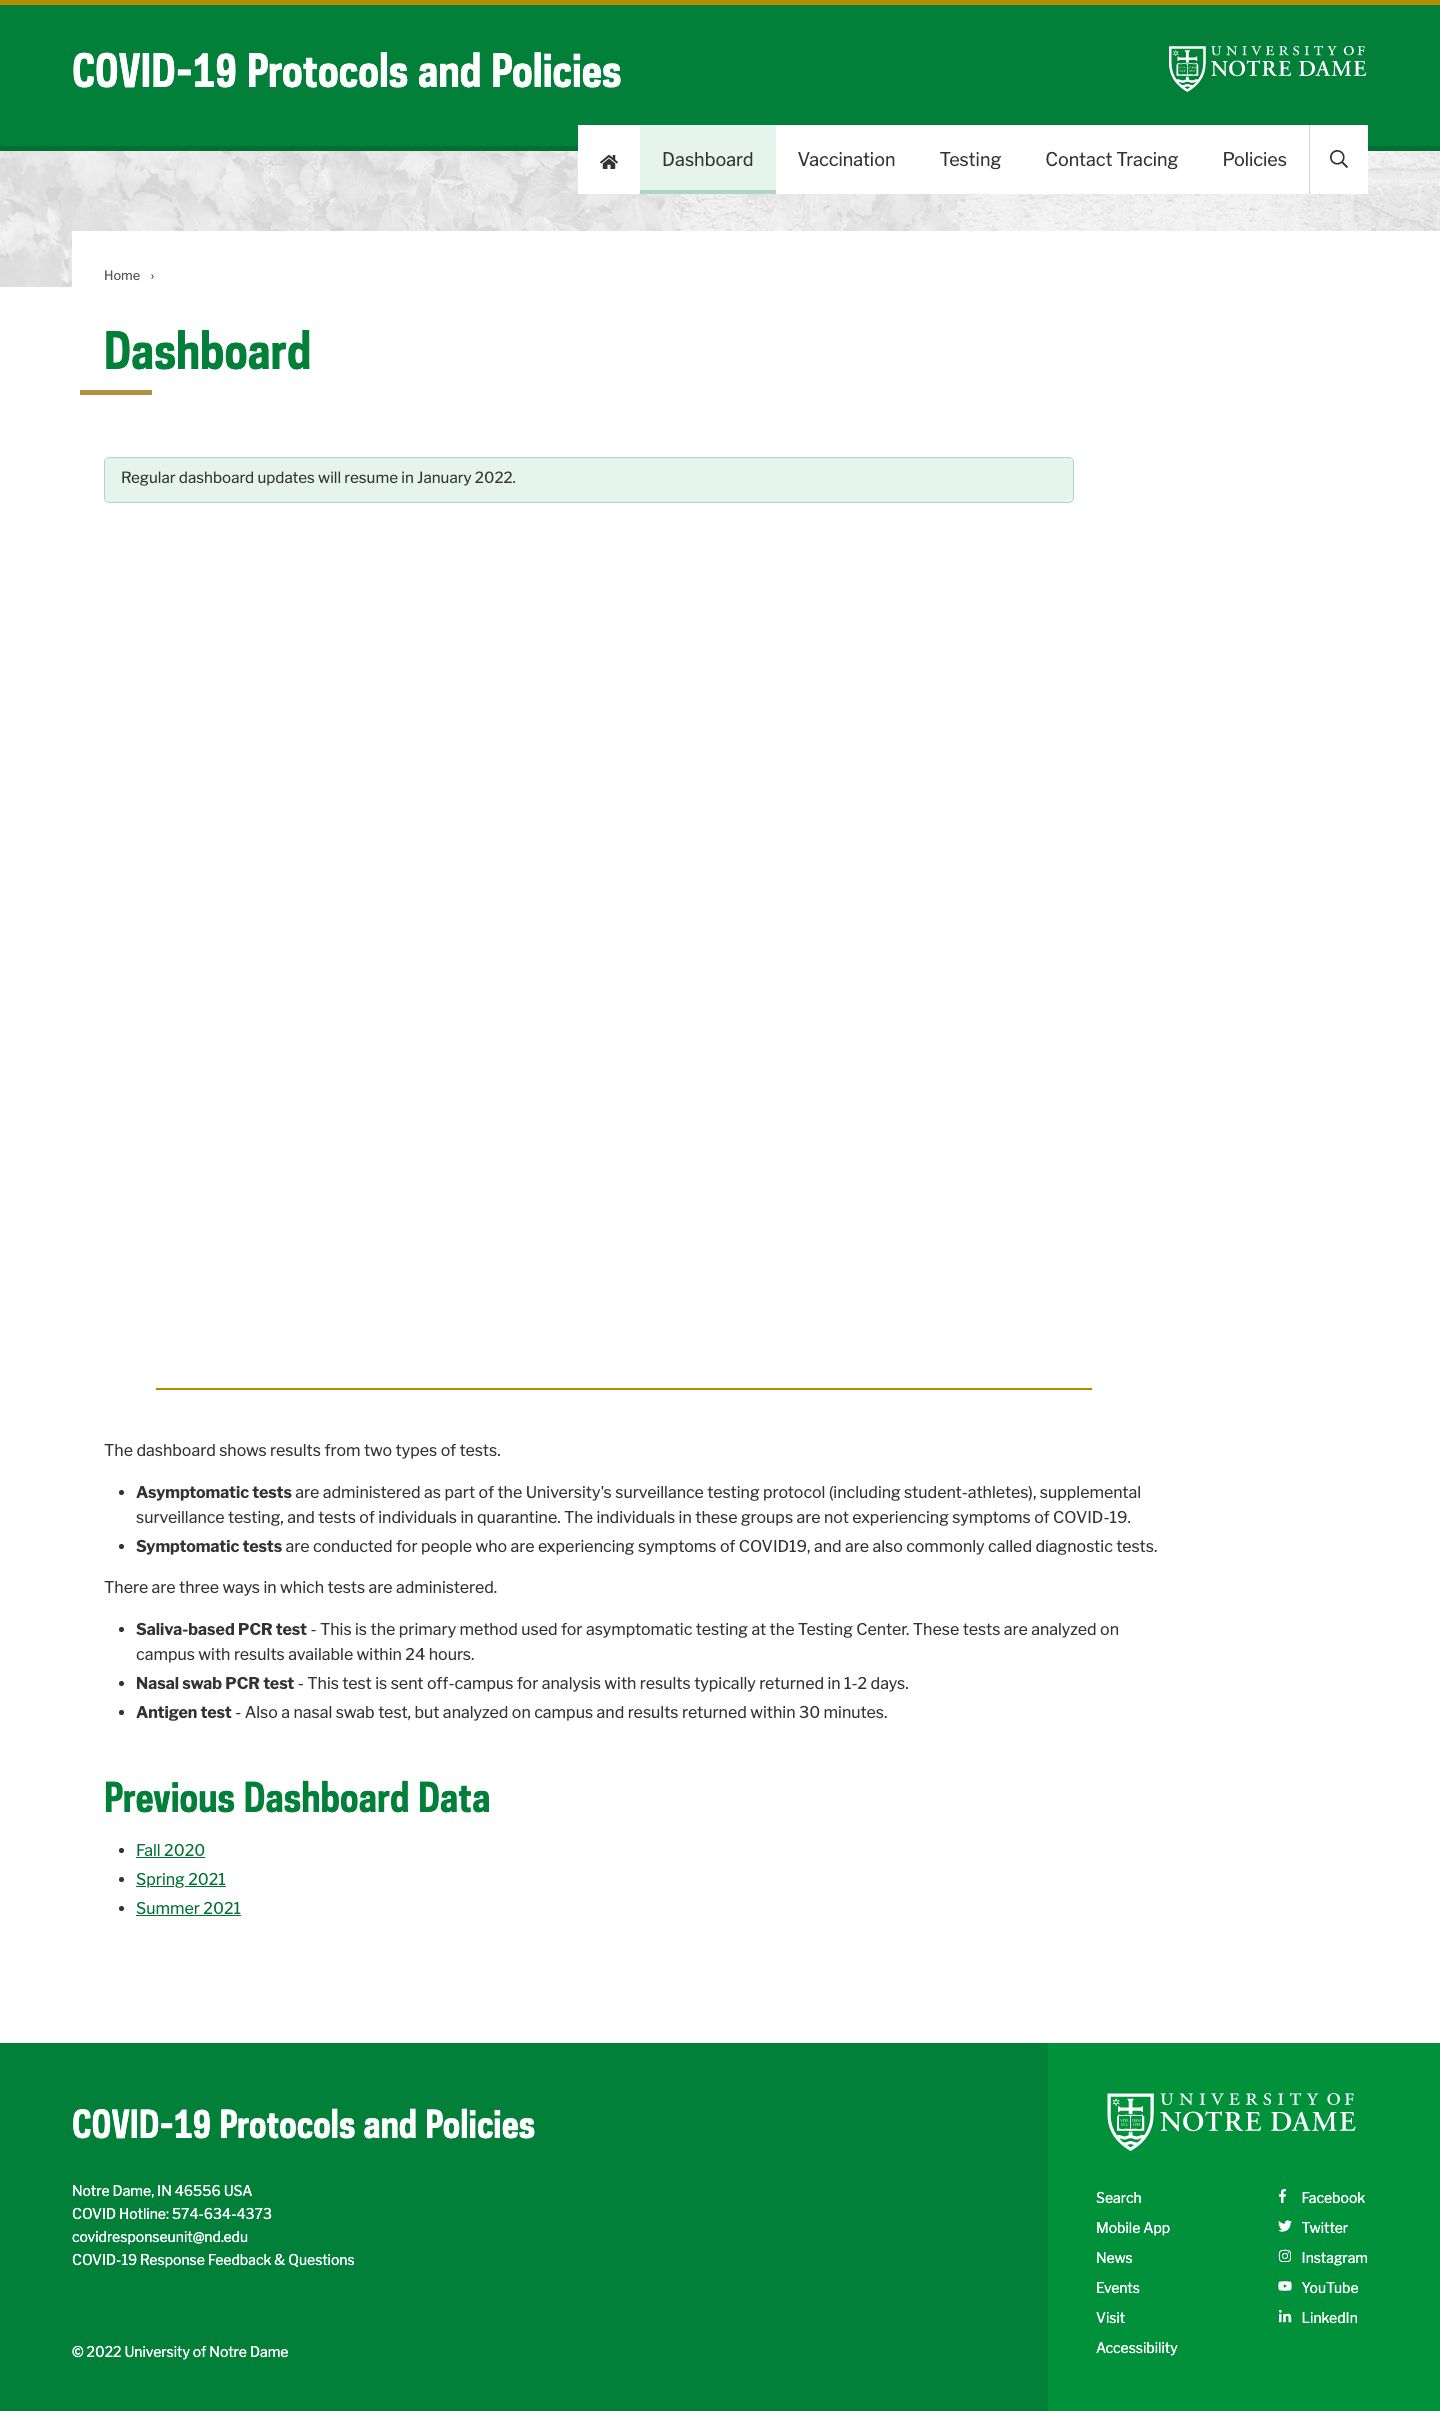 COVID-19 Protocols and Policies
UNIVERSITY OF
NOTRE DAME
Dashboard
Vaccination
Testing
Contact Tracing
Policies
Home ›
Dashboard
Regular dashboard updates will resume in January 2022.
The dashboard shows results from two types of tests.
• Asymptomatic tests are administered as part of the University's surveillance testing protocol (including student-athletes), supplemental
surveillance testing, and tests of individuals in quarantine. The individuals in these groups are not experiencing symptoms of COVID-19.
• Symptomatic tests are conducted for people who are experiencing symptoms of COVID19, and are also commonly called diagnostic tests.
There are three ways in which tests are administered.
• Saliva-based PCR test - This is the primary method used for asymptomatic testing at the Testing Center. These tests are analyzed on
campus with results available within 24 hours.
• Nasal swab PCR test - This test is sent off-campus for analysis with results typically returned in 1-2 days.
• Antigen test - Also a nasal swab test, but analyzed on campus and results returned within 30 minutes.
Previous Dashboard Data
• Fall 2020
• Spring 2021
• Summer 2021
COVID-19 Protocols and Policies
Notre Dame, IN 46556 USA
COVID Hotline: 574-634-4373
covidresponseunit@nd.edu
COVID-19 Response Feedback & Questions
© 2022 University of Notre Dame
UNIVERSITY OF
NOTRE DAME
Search
Mobile App
News
Events
Visit
Accessibility
Facebook
Twitter
Instagram
YouTube
LinkedIn